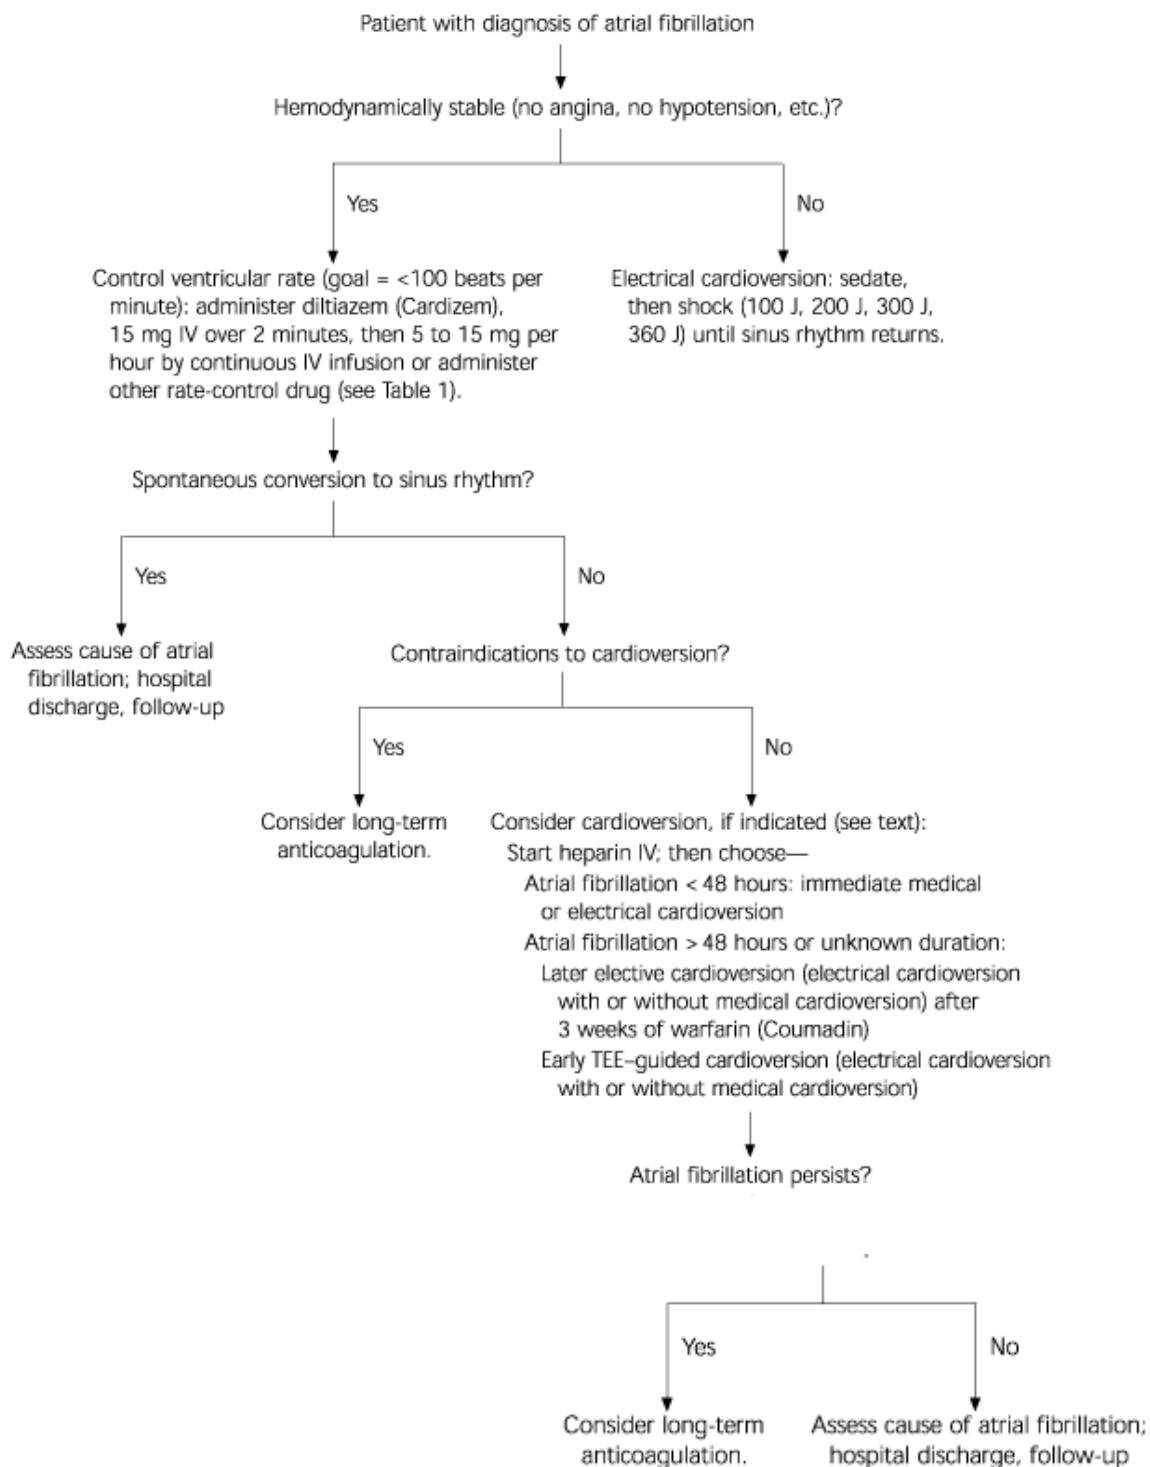 Patient with diagnosis of atrial fibrillation
Hemodynamically stable (no angina, no hypotension, etc.)?
Yes
No
Control ventricular rate (goal = <100 beats per
minute): administer diltiazem (Cardizem),
15 mg IV over 2 minutes, then 5 to 15 mg per
hour by continuous IV infusion or administer
other rate-control drug (see Table 1).
Electrical cardioversion: sedate,
then shock (100 J, 200 J, 300 J,
360 J) until sinus rhythm returns.
Spontaneous conversion to sinus rhythm?
Yes
No
Assess cause of atrial
fibrillation; hospital
discharge, follow-up
Contraindications to cardioversion?
Yes
No
Consider long-term
anticoagulation.
Consider cardioversion, if indicated (see text):
Start heparin IV; then choose—
Atrial fibrillation < 48 hours: immediate medical
or electrical cardioversion
Atrial fibrillation > 48 hours or unknown duration:
Later elective cardioversion (electrical cardioversion
with or without medical cardioversion) after
3 weeks of warfarin (Coumadin)
Early TEE–guided cardioversion (electrical cardioversion
with or without medical cardioversion)
Atrial fibrillation persists?
Yes
No
Consider long-term
anticoagulation.
Assess cause of atrial fibrillation;
hospital discharge, follow-up